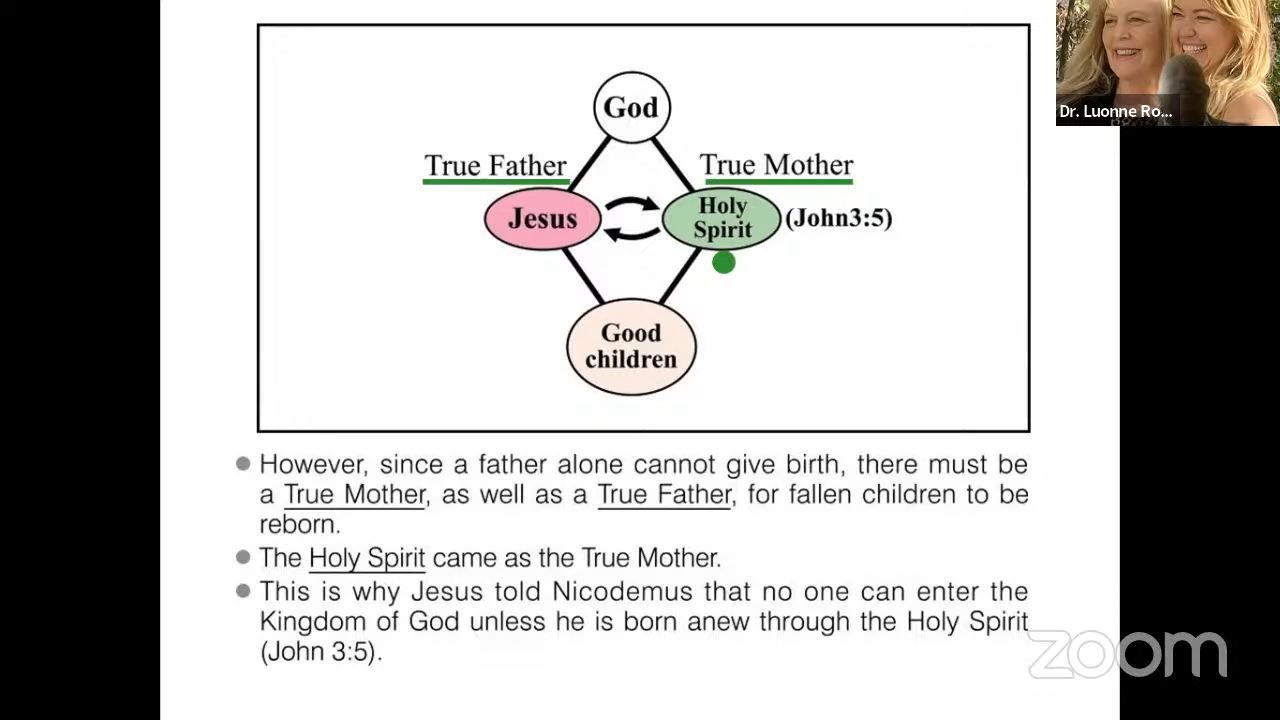 God
True Father
True Mother
Jesus
Holy
Spirit
(John3:5)
Good
children
However, since a father alone cannot give birth, there must be
a True Mother, as well as a True Father, for fallen children to be
reborn.
The Holy Spirit came as the True Mother.
This is why Jesus told Nicodemus that no one can enter the
Kingdom of God unless he is born anew through the Holy Spirit
(John 3:5).
Dr. Luonne Ro...
zoom